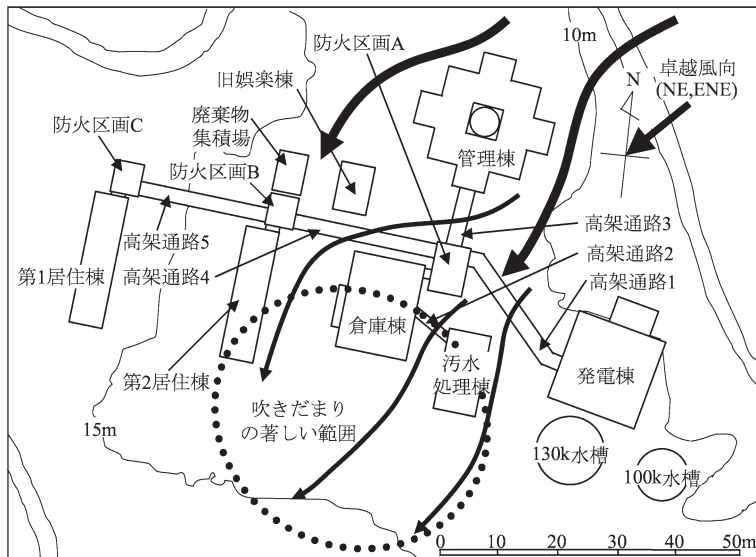 防火区画A
10m
卓越風向
(NE,ENE)
N
旧娯楽棟
廃棄物
集積場
防火区画C
防火区画B
管理棟
高架通路3
高架通路5
高架通路2
第1居住棟
高架通路4
高架通路1
倉庫棟
第2居住棟
汚水
処理棟
発電棟
吹きだまり
の著しい範囲
15m
130k水槽
100k水槽
0 10 20 30 40 50m